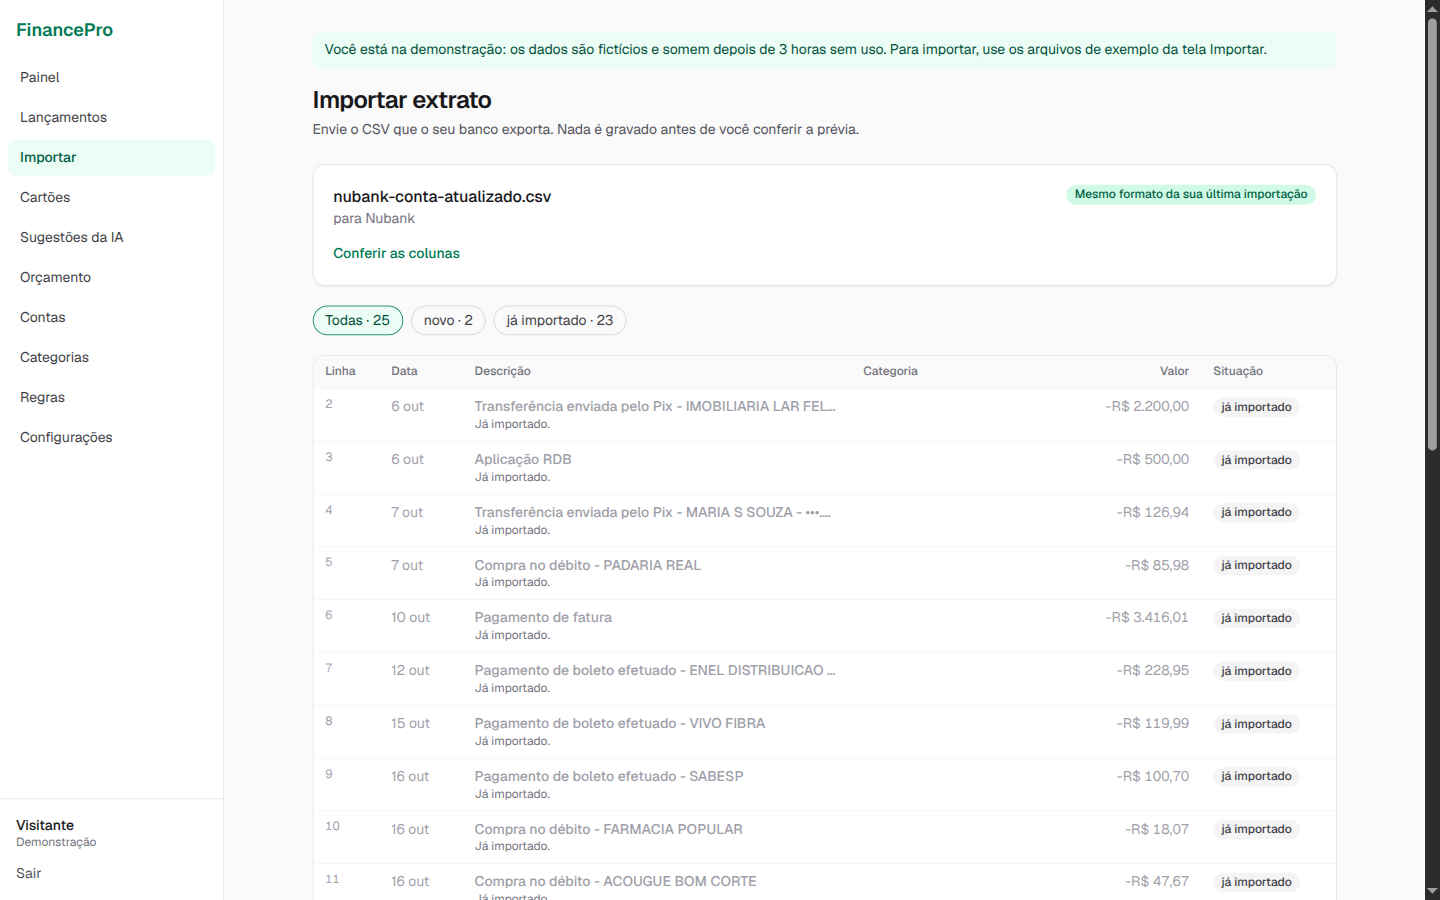 FinancePro
Painel
Lançamentos
Importar
Cartões
Sugestões da IA
Orçamento
Contas
Categorias
Regras
Configurações
Visitante
Demonstração
Sair
Você está na demonstração: os dados são fictícios e somem depois de 3 horas sem uso. Para importar, use os arquivos de exemplo da tela Importar.
Importar extrato
Envie o CSV que o seu banco exporta. Nada é gravado antes de você conferir a prévia.
nubank-conta-atualizado.csv
Mesmo formato da sua última importação
para Nubank
Conferir as colunas
Todas · 25 novo · 2 já importado · 23
Linha Data Descrição Categoria Valor Situação
2 6 out Transferência enviada pelo Pix - IMOBILIARIA LAR FEL... -R$ 2.200,00 já importado
Já importado.
3 6 out Aplicação RDB -R$ 500,00 já importado
Já importado.
4 7 out Transferência enviada pelo Pix - MARIA S SOUZA - •••.... -R$ 126,94 já importado
Já importado.
5 7 out Compra no débito - PADARIA REAL -R$ 85,98 já importado
Já importado.
6 10 out Pagamento de fatura -R$ 3.416,01 já importado
Já importado.
7 12 out Pagamento de boleto efetuado - ENEL DISTRIBUICAO ... -R$ 228,95 já importado
Já importado.
8 15 out Pagamento de boleto efetuado - VIVO FIBRA -R$ 119,99 já importado
Já importado.
9 16 out Pagamento de boleto efetuado - SABESP -R$ 100,70 já importado
Já importado.
10 16 out Compra no débito - FARMACIA POPULAR -R$ 18,07 já importado
Já importado.
11 16 out Compra no débito - ACOUGUE BOM CORTE -R$ 47,67 já importado
Já importado.